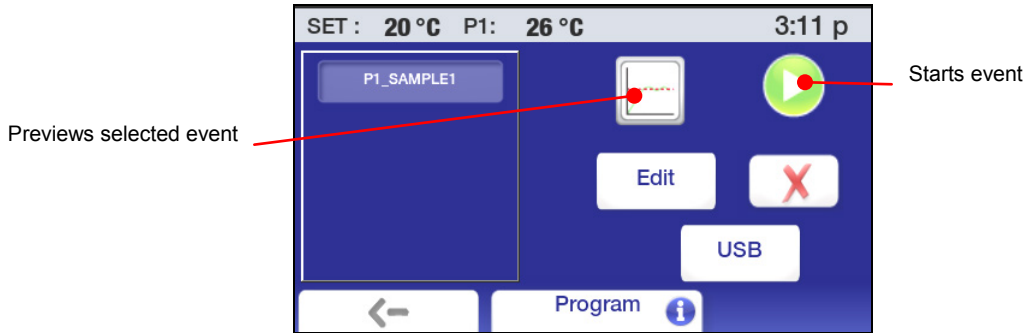 SET : 20 °C P1: 26 °C 3:11 p
P1_SAMPLE1
Starts event
Previews selected event
Edit
X
USB
Program i